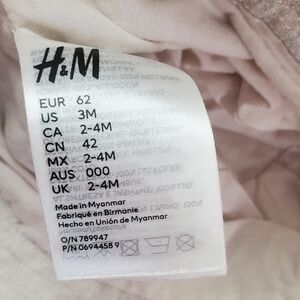 H&M
EUR 62
US 3M
CA 2-4M
CN 42
MX 2-4M
AUS 000
UK 2-4M
Made in Myanmar
Fabriqué en Birmanie
Hecho en Unión de Myanmar
O/N 789947
P/N 0694458 9